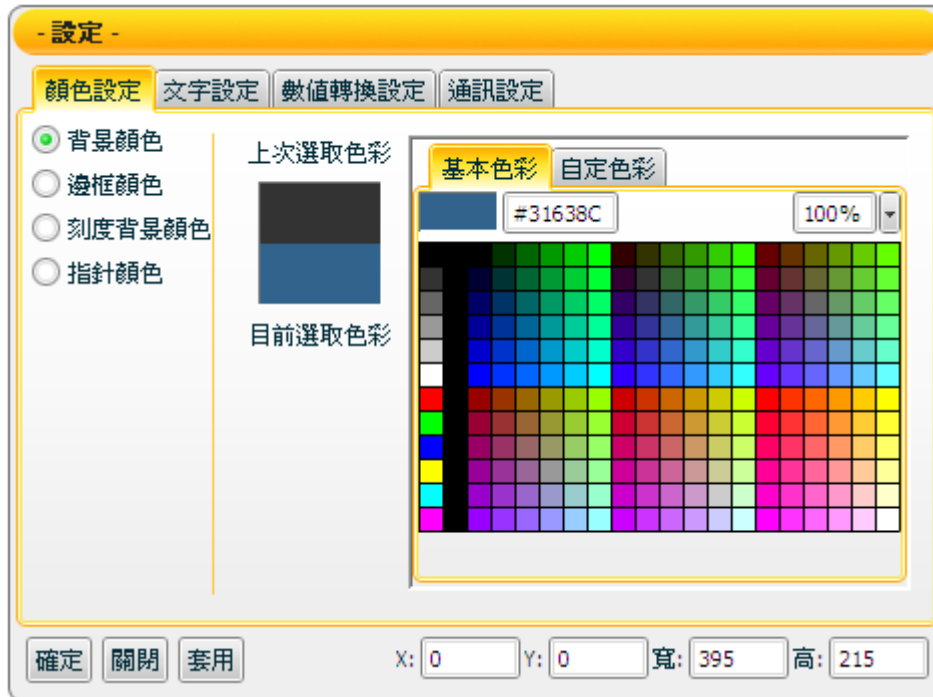 - 設定 -
顏色設定 文字設定 數值轉換設定 通訊設定
背景顏色
邊框顏色
刻度背景顏色
指針顏色
上次選取色彩
目前選取色彩
基本色彩 自定色彩
#31638C 100%
確定 關閉 套用 X: 0 Y: 0 寬: 395 高: 215